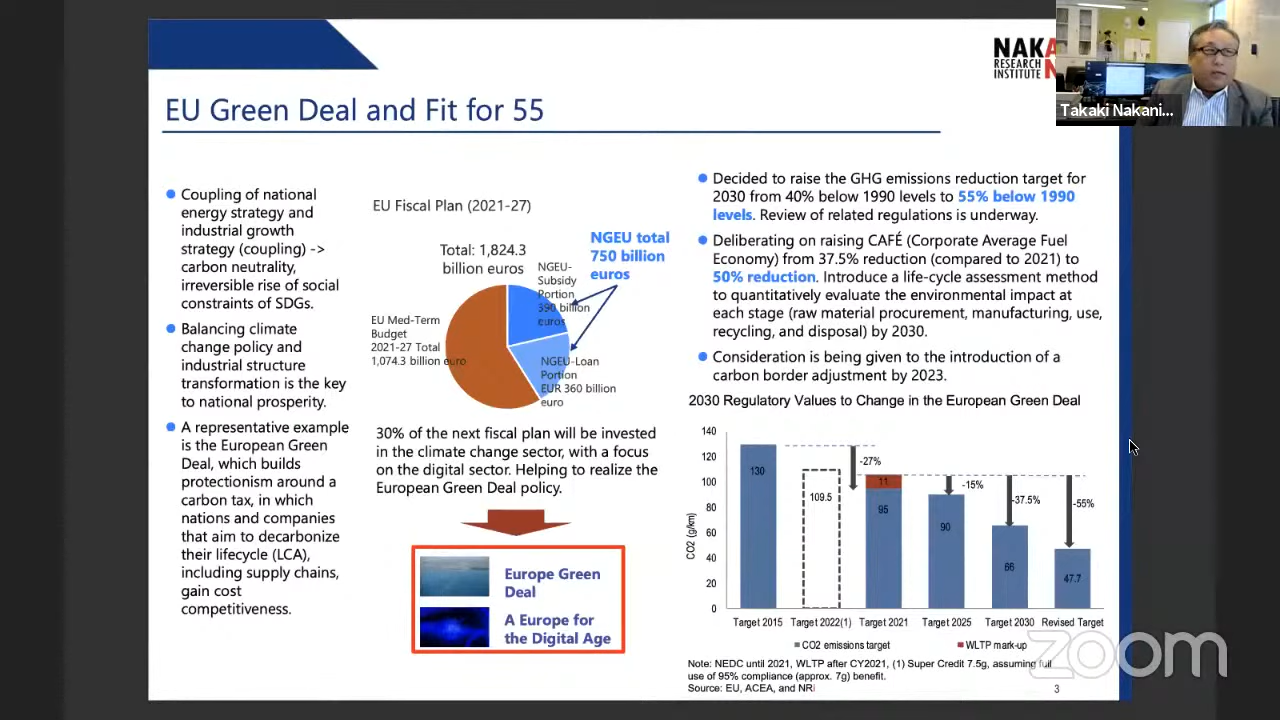 NAK
RESEARCH
INSTITUTE N
Takaki Nakani...
EU Green Deal and Fit for 55
Coupling of national
energy strategy and
industrial growth
strategy (coupling) ->
carbon neutrality,
irreversible rise of social
constraints of SDGs.
Balancing climate
change policy and
industrial structure
transformation is the key
to national prosperity.
A representative example
is the European Green
Deal, which builds
protectionism around a
carbon tax, in which
nations and companies
that aim to decarbonize
their lifecycle (LCA),
including supply chains,
gain cost
competitiveness.
EU Fiscal Plan (2021-27)
Total: 1,824.3
billion euros
NGEU total
750 billion
euros
NGEU-
Subsidy
Portion
390 billion
euros
EU Med-Term
Budget
2021-27 Total
1,074.3 billion euro
NGEU-Loan
Portion
EUR 360 billion
euro
30% of the next fiscal plan will be invested
in the climate change sector, with a focus
on the digital sector. Helping to realize the
European Green Deal policy.
Europe Green
Deal
A Europe for
the Digital Age
Decided to raise the GHG emissions reduction target for
2030 from 40% below 1990 levels to 55% below 1990
levels. Review of related regulations is underway.
Deliberating on raising CAFÉ (Corporate Average Fuel
Economy) from 37.5% reduction (compared to 2021) to
50% reduction. Introduce a life-cycle assessment method
to quantitatively evaluate the environmental impact at
each stage (raw material procurement, manufacturing, use,
recycling, and disposal) by 2030.
Consideration is being given to the introduction of a
carbon border adjustment by 2023.
2030 Regulatory Values to Change in the European Green Deal
CO2 (g/km)
140
120
100
80
60
40
20
0
130
109.5
-27%
11
95
-15%
90
-37.5%
66
-55%
47.7
Target 2015 Target 2022(1) Target 2021 Target 2025 Target 2030 Revised Target
CO2 emissions target WLTP mark-up
Note: NEDC until 2021, WLTP after CY2021, (1) Super Credit 7.5g, assuming full
use of 95% compliance (approx. 7g) benefit.
Source: EU, ACEA, and NRi
3
zoom